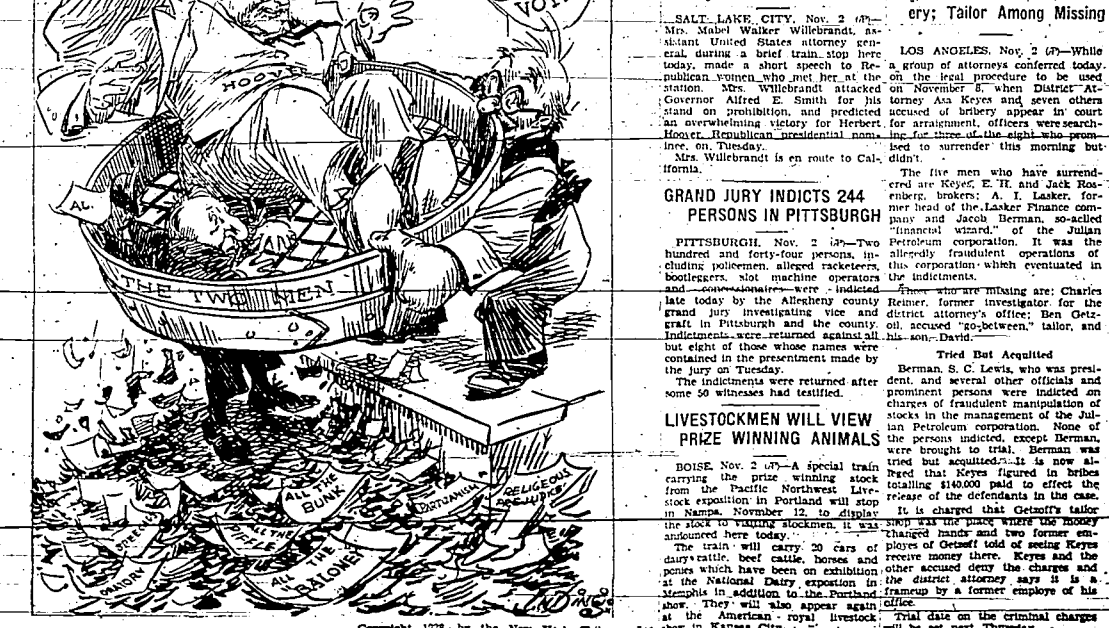 VOTE
HOOVER
AL.
AND
THE TWO MEN
ALL THE
BUNK.
PARTISANISM
RELIGIOUS
PREJUDICE
ALL THE
ALL THE
BALONEY
SALT LAKE CITY, Nov. 2 (AP)—
Mrs. Mabel Walker Willebrandt, as-
sistant United States attorney gen-
eral, during a brief train stop here
today, made a short speech to Re-
publican women who met her at the
station. Mrs. Willebrandt attacked
Governor Alfred E. Smith for his
stand on prohibition, and predicted
an overwhelming victory for Herbert
Hoover, Republican presidential nom-
inee, on Tuesday.
Mrs. Willebrandt is en route to Cal-
ifornia.
GRAND JURY INDICTS 244
PERSONS IN PITTSBURGH
PITTSBURGH, Nov. 2 (AP)—Two
hundred and forty-four persons, in-
cluding policemen, alleged racketeers,
bootleggers, slot machine operators
and concessionaires were indicted
late today by the Allegheny county
grand jury investigating vice and
graft in Pittsburgh and the county.
Indictments were returned against all
but eight of those whose names were
contained in the presentment made by
the jury on Tuesday.
The indictments were returned after
some 50 witnesses had testified.
LIVESTOCKMEN WILL VIEW
PRIZE WINNING ANIMALS
BOISE, Nov. 2 (AP)—A special train
carrying the prize winning stock
from the Pacific Northwest Live-
stock exposition in Portland will stop
in Nampa, Novmber 12, to display
the stock to visiting stockmen, it was
announced here today.
The train will carry 20 cars of
dairy cattle, beef cattle, horses and
ponies which have been on exhibition
at the National Dairy expostion in
Memphis in addition to the Portland
show. They will also appear again
at the American royal livestock
show in Kansas City.
ery; Tailor Among Missing
LOS ANGELES, Nov. 2 (AP)—While
a group of attorneys conferred today
on the legal procedure to be used
on November 8, when District At-
torney Asa Keyes and seven others
accused of bribery appear in court
for arraignment, officers were search-
ing for three of the eight who prom-
ised to surrender this morning but
didn't.
The five men who have surrend-
ered are Keyes, E. H. and Jack Ros-
enberg, brokers; A. I. Lasker, for-
mer head of the Lasker Finance com-
pany and Jacob Berman, so-aclled
"financial wizard," of the Julian
Petroleum corporation. It was the
allegedly fraudulent operations of
this corporation which eventuated in
the indictments.
Those who are missing are; Charles
Reimer, former investigator for the
district attorney's office; Ben Getz-
off, accused "go-between," tailor, and
his son, David.
Tried But Acquitted
Berman, S. C. Lewis, who was presi-
dent, and several other officials and
prominent persons were indicted on
charges of fraudulent manipulation of
stocks in the management of the Jul-
ian Petroleum corporation. None of
the persons indicted, except Berman,
were brought to trial. Berman was
tried but acquitted. It is now al-
leged that Keyes figured in bribes
totalling $140,000 paid to effect the
release of the defendants in the case.
It is charged that Getzoff's tailor
shop was the place where the money
changed hands and two former em-
ployes of Getzoff told of seeing Keyes
receive money there. Keyes and the
other accused deny the charges and
the district attorney says it is a
frameup by a former employe of his
office.
Trial date on the criminal charges
will be set next Thursday.
Copyright 1928 by the New York